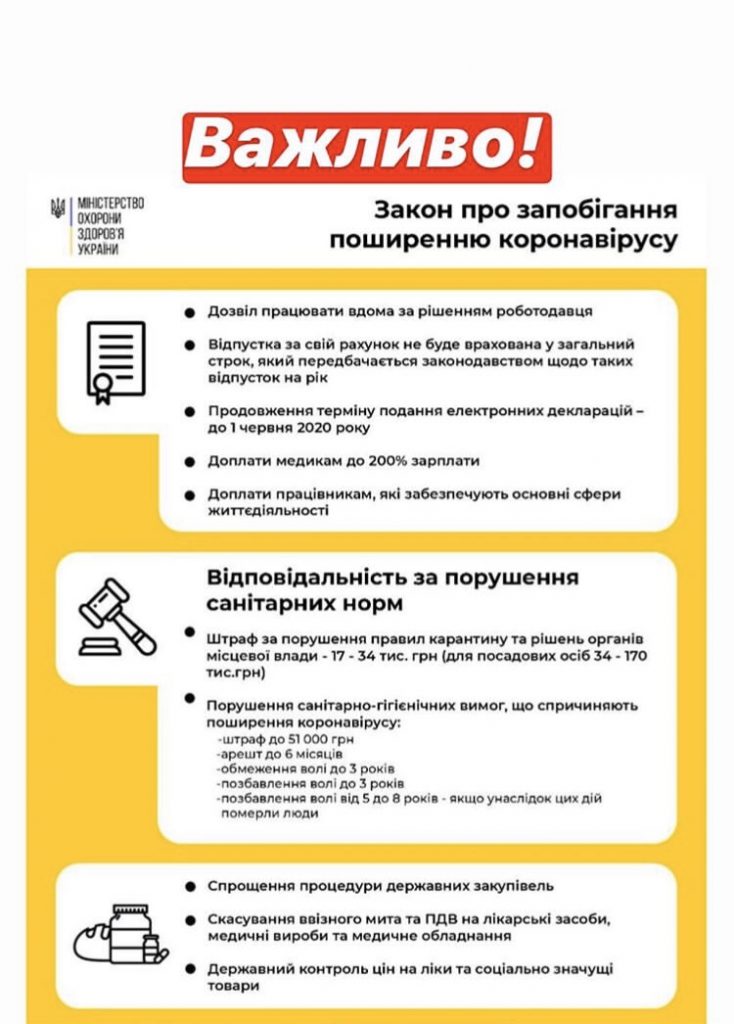 Важливо!
МІНІСТЕРСТВО
ОХОРОНИ
ЗДОРОВ'Я
УКРАЇНИ
Закон про запобігання
поширенню коронавірусу
● Дозвіл працювати вдома за рішенням роботодавця
● Відпустка за свій рахунок не буде врахована у загальний
строк, який передбачається законодавством щодо таких
відпусток на рік
● Продовження терміну подання електронних декларацій –
до 1 червня 2020 року
● Доплати медикам до 200% зарплати
● Доплати працівникам, які забезпечують основні сфери
життєдіяльності
Відповідальність за порушення
санітарних норм
● Штраф за порушення правил карантину та рішень органів
місцевої влади - 17 - 34 тис. грн (для посадових осіб 34 - 170
тис.грн)
● Порушення санітарно-гігієнічних вимог, що спричиняють
поширення коронавірусу:
-штраф до 51 000 грн
-арешт до 6 місяців
-обмеження волі до 3 років
-позбавлення волі до 3 років
-позбавлення волі від 5 до 8 років - якщо унаслідок цих дій
померли люди
● Спрощення процедури державних закупівель
● Скасування ввізного мита та ПДВ на лікарські засоби,
медичні вироби та медичне обладнання
● Державний контроль цін на ліки та соціально значущі
товари